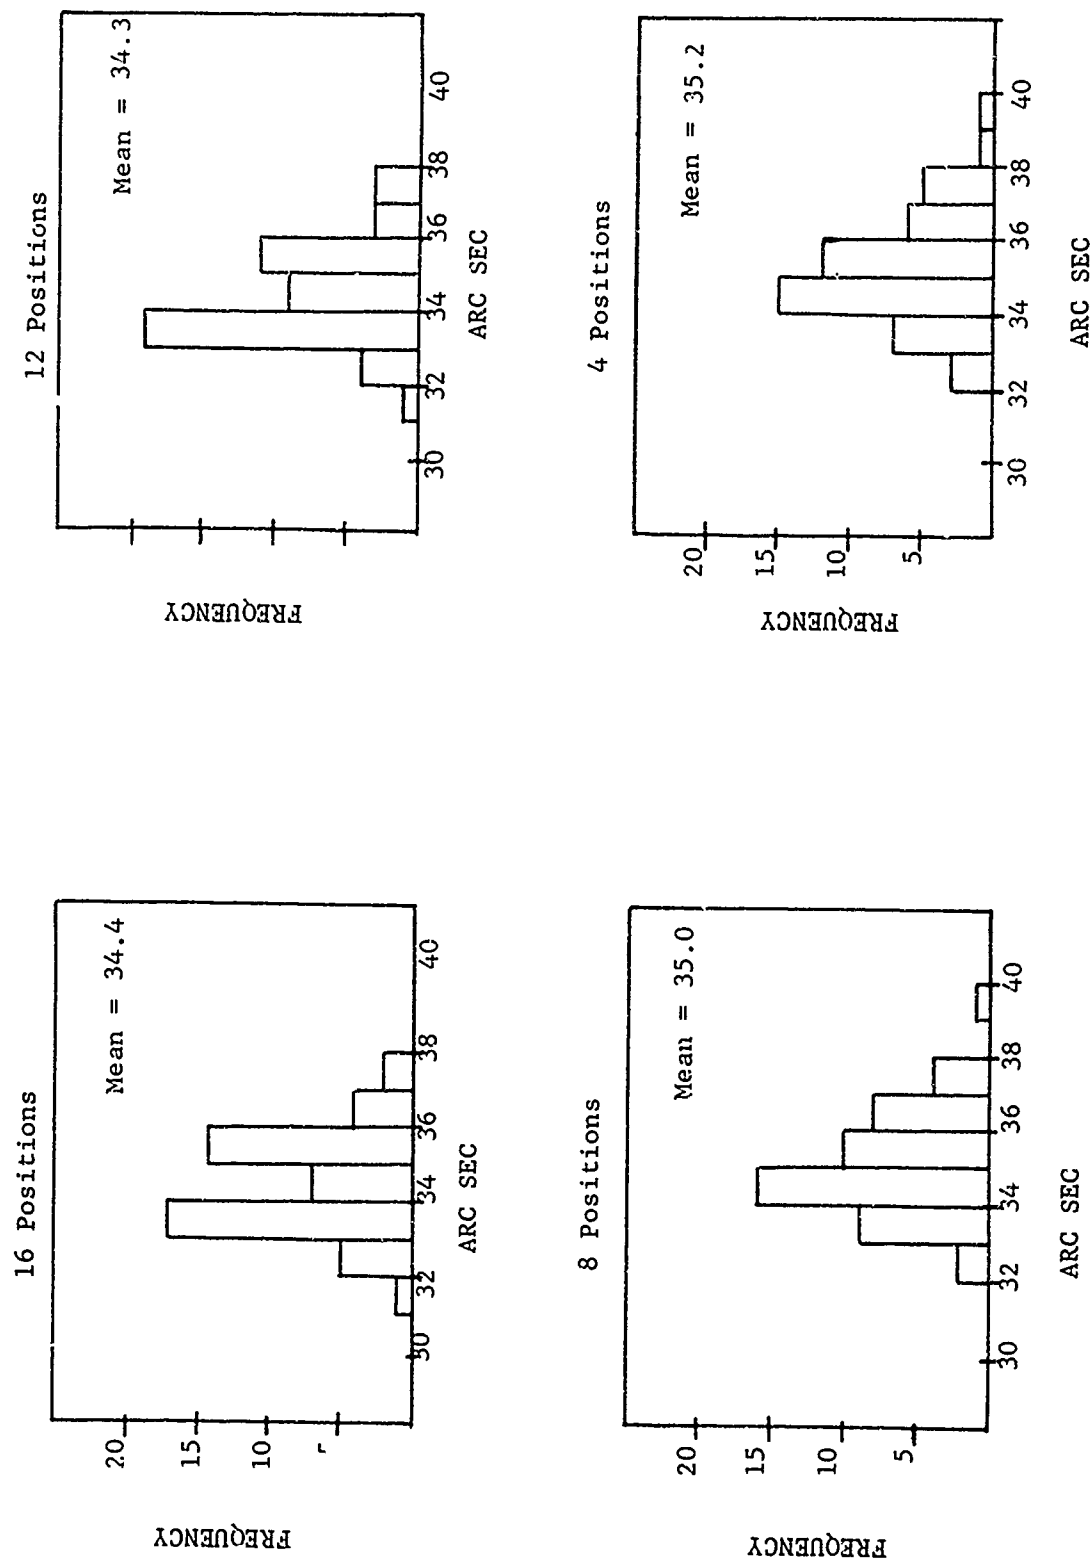 16 Positions
Mean = 34.4
FREQUENCY
20
15
10
30 32 34 36 38 40
ARC SEC
12 Positions
Mean = 34.3
FREQUENCY
30 32 34 36 38 40
ARC SEC
8 Positions
Mean = 35.0
FREQUENCY
20
15
10
5
30 32 34 36 38 40
ARC SEC
4 Positions
Mean = 35.2
FREQUENCY
20
15
10
5
30 32 34 36 38 40
ARC SEC